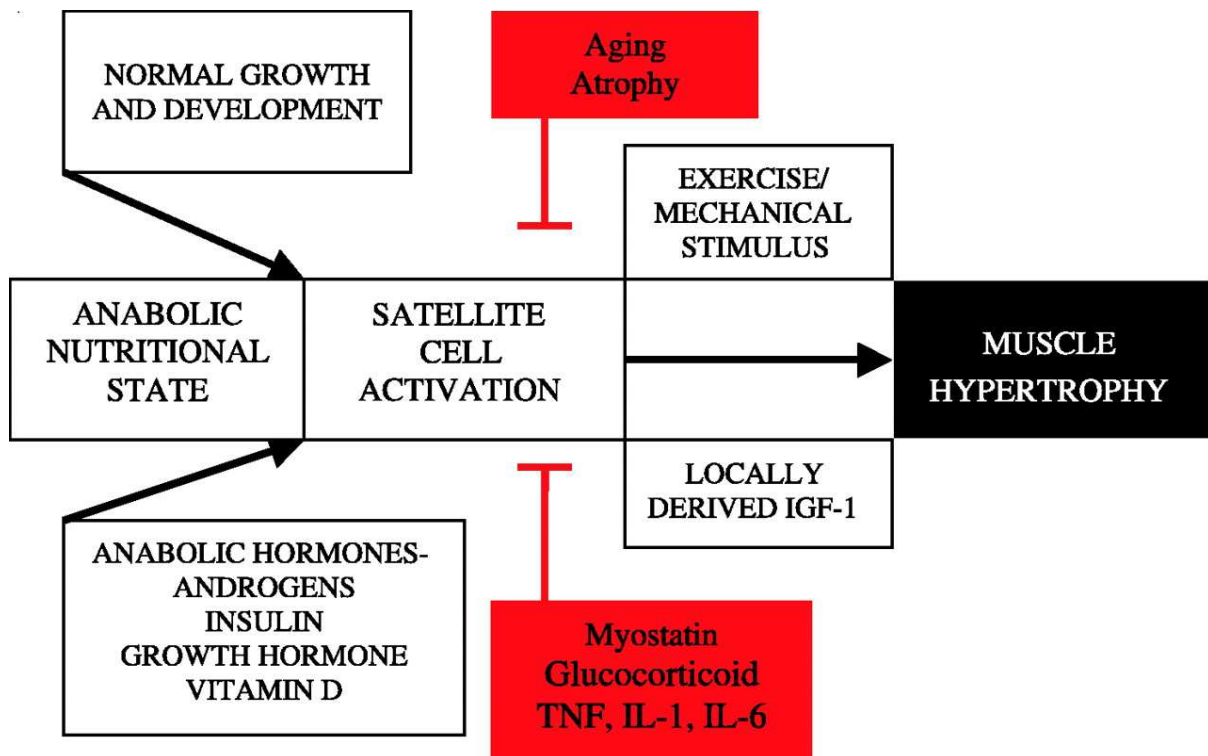 NORMAL GROWTH
AND DEVELOPMENT
Aging
Atrophy
EXERCISE/
MECHANICAL
STIMULUS
ANABOLIC
NUTRITIONAL
STATE
SATELLITE
CELL
ACTIVATION
MUSCLE
HYPERTROPHY
LOCALLY
DERIVED IGF-1
ANABOLIC HORMONES-
ANDROGENS
INSULIN
GROWTH HORMONE
VITAMIN D
Myostatin
Glucocorticoid
TNF, IL-1, IL-6